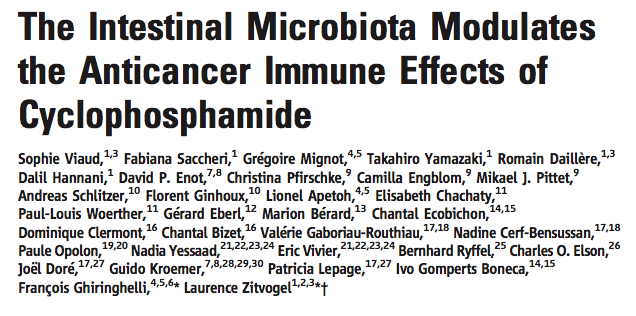 The Intestinal Microbiota Modulates
the Anticancer Immune Effects of
Cyclophosphamide
Sophie Viaud,1,3 Fabiana Saccheri,1 Grégoire Mignot,4,5 Takahiro Yamazaki,1 Romain Daillère,1,3
Dalil Hannani,1 David P. Enot,7,8 Christina Pfirschke,9 Camilla Engblom,9 Mikael J. Pittet,9
Andreas Schlitzer,10 Florent Ginhoux,10 Lionel Apetoh,4,5 Elisabeth Chachaty,11
Paul-Louis Woerther,11 Gérard Eberl,12 Marion Bérard,13 Chantal Ecobichon,14,15
Dominique Clermont,16 Chantal Bizet,16 Valérie Gaboriau-Routhiau,17,18 Nadine Cerf-Bensussan,17,18
Paule Opolon,19,20 Nadia Yessaad,21,22,23,24 Eric Vivier,21,22,23,24 Bernhard Ryffel,25 Charles O. Elson,26
Joël Doré,17,27 Guido Kroemer,7,8,28,29,30 Patricia Lepage,17,27 Ivo Gomperts Boneca,14,15
François Ghiringhelli,4,5,6* Laurence Zitvogel1,2,3*†